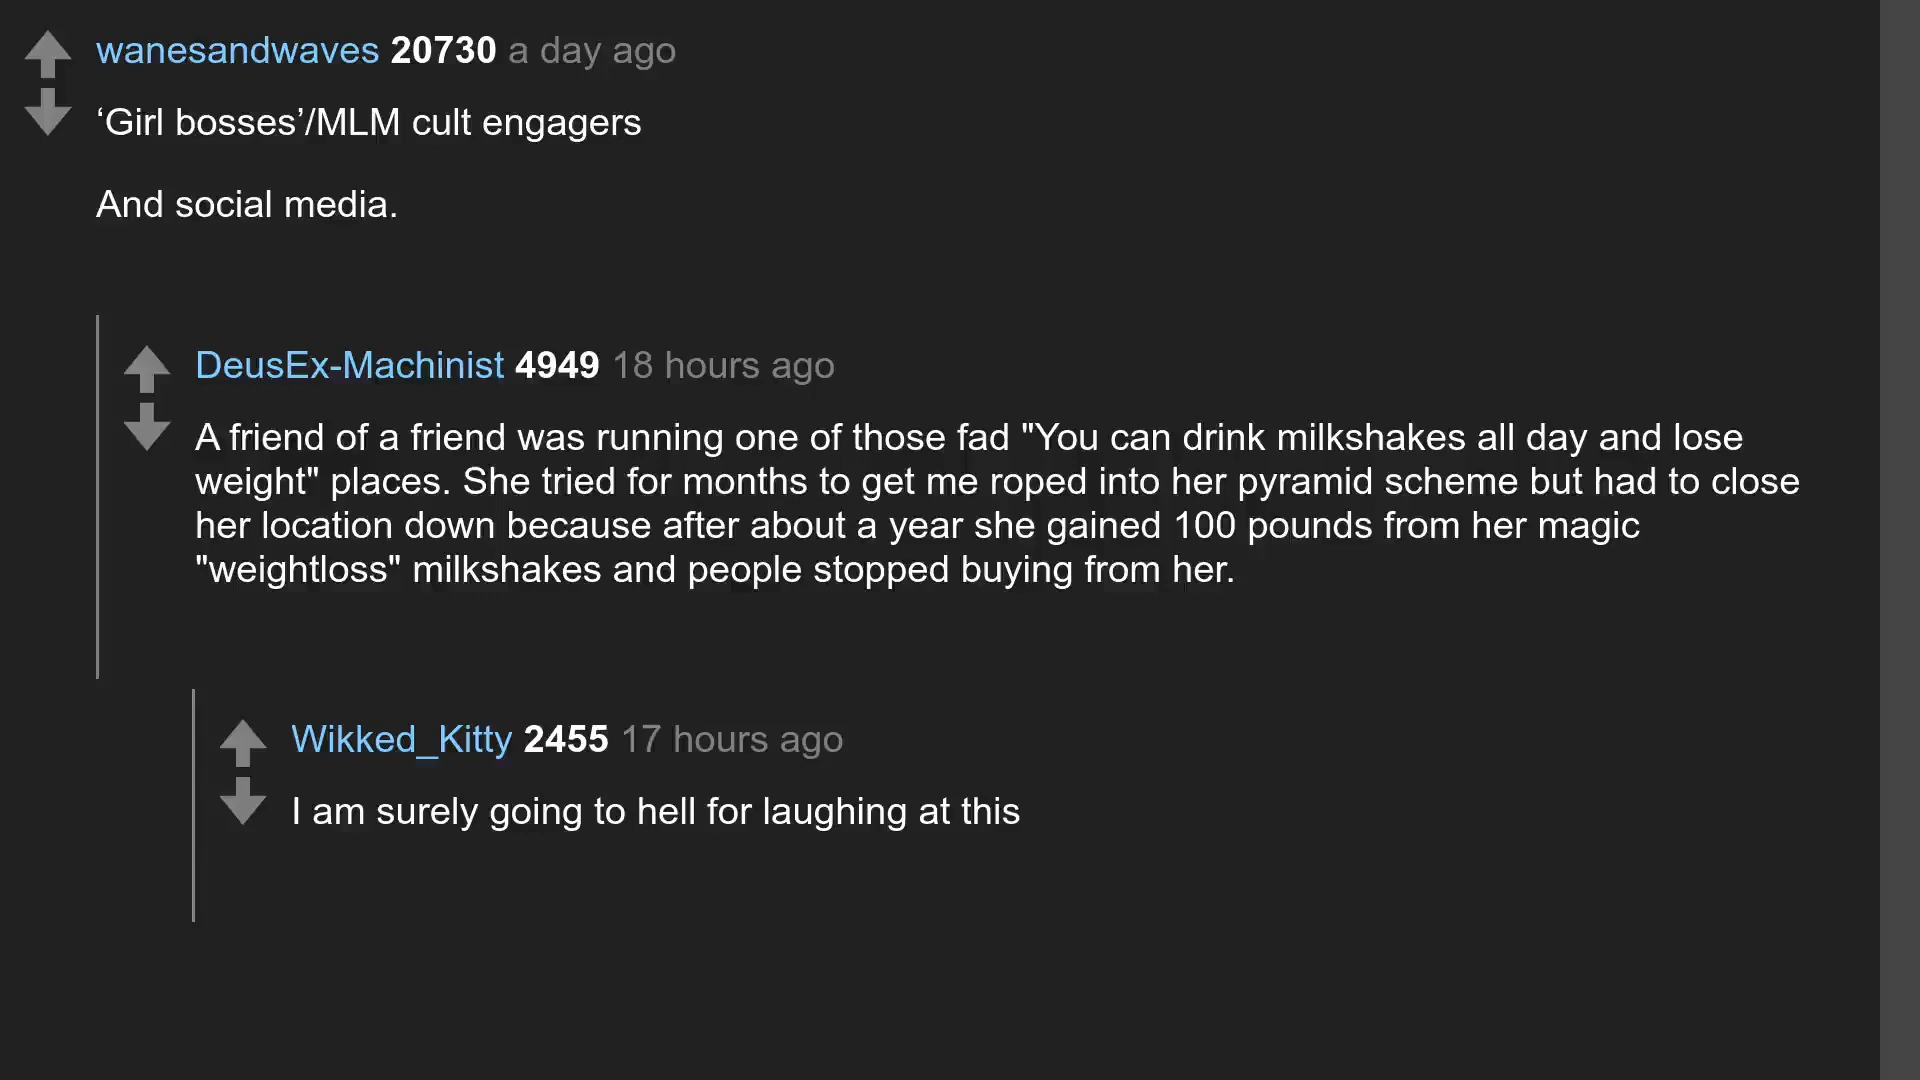 wanesandwaves 20730 a day ago
‘Girl bosses’/MLM cult engagers
And social media.
DeusEx-Machinist 4949 18 hours ago
A friend of a friend was running one of those fad "You can drink milkshakes all day and lose
weight" places. She tried for months to get me roped into her pyramid scheme but had to close
her location down because after about a year she gained 100 pounds from her magic
"weightloss" milkshakes and people stopped buying from her.
Wikked_Kitty 2455 17 hours ago
I am surely going to hell for laughing at this